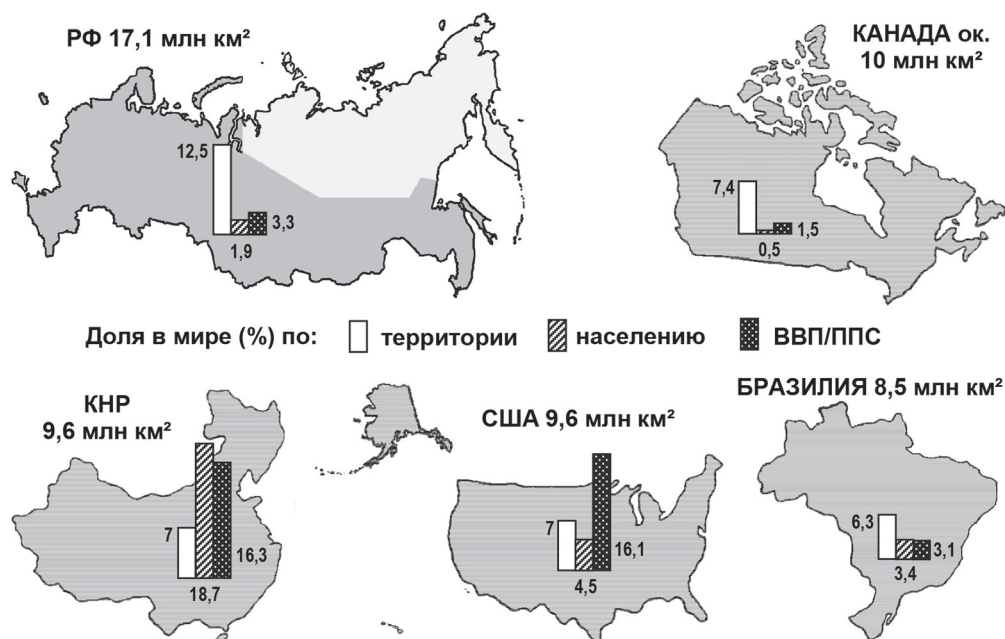 РФ 17,1 млн км²
КАНАДА ок.
10 млн км²
12,5
3,3
1,9
7,4
1,5
0,5
Доля в мире (%) по: территории населению ВВП/ППС
КНР
9,6 млн км²
США 9,6 млн км²
БРАЗИЛИЯ 8,5 млн км²
7
16,3
18,7
7
16,1
4,5
6,3
3,1
3,4